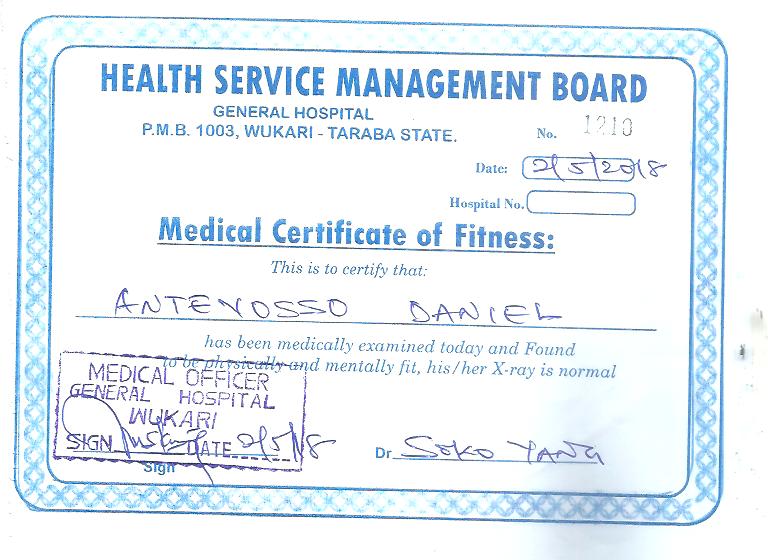 HEALTH SERVICE MANAGEMENT BOARD
GENERAL HOSPITAL
P.M.B. 1003, WUKARI - TARABA STATE.
No. 1210
Date: 2/5/2018
Hospital No.
Medical Certificate of Fitness:
This is to certify that:
ANTEYOSSO DANIEL
has been medically examined today and Found
to be physically and mentally fit, his/her X-ray is normal
MEDICAL OFFICER
GENERAL HOSPITAL
WUKARI
SIGN DATE 2/5/18
Sign
Dr. SOKO YANG